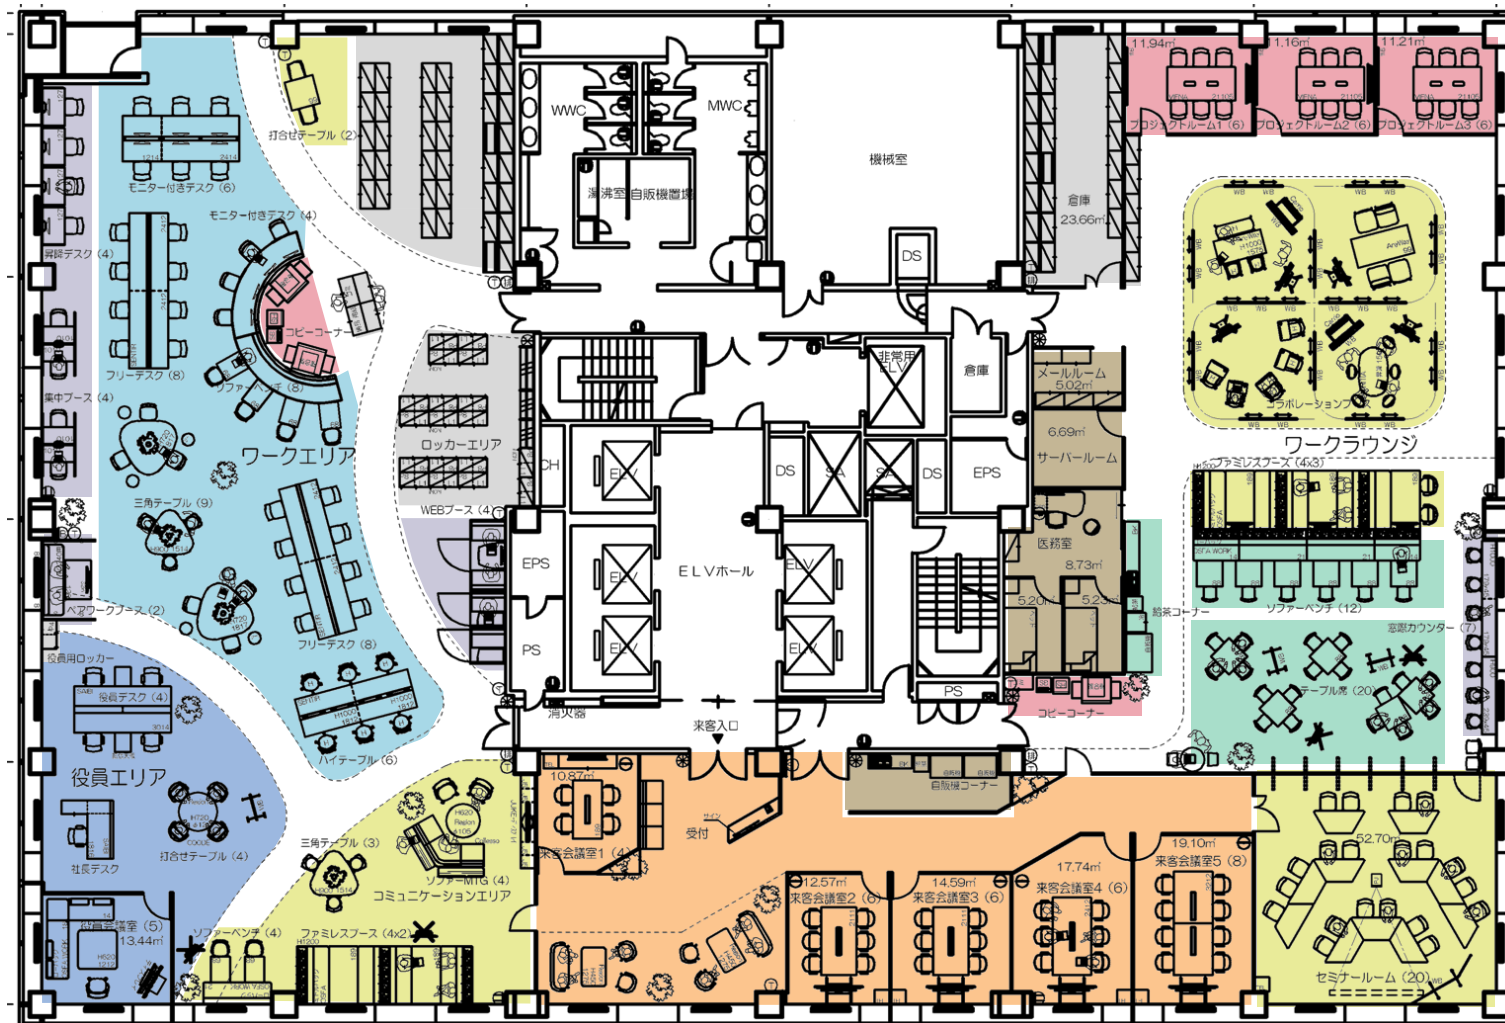 11.94㎡
11.16㎡
11.21㎡
プロジェクトルーム1 (6)
プロジェクトルーム2 (6)
プロジェクトルーム3 (6)
打合せテーブル (2)
WWC
MWC
機械室
湯沸室
自販機置場
倉庫
23.66㎡
DS
モニター付きデスク (6)
モニター付きデスク (4)
昇降デスク (4)
コピーコーナー
フリーデスク (8)
ソファーベンチ (8)
集中ブース (4)
ワークエリア
ロッカーエリア
三角テーブル (9)
WEBブース (4)
非常用
ELV
倉庫
メールルーム
5.02㎡
6.69㎡
サーバールーム
コラボレーションブース
ワークラウンジ
ファミレスブース (4x3)
CH
ELV
DS
SA
SA
DS
EPS
医務室
8.73㎡
5.20㎡
5.23㎡
EPS
ELV
ELVホール
ELV
給茶コーナー
ソファーベンチ (12)
窓際カウンター (7)
ペアワークブース (2)
フリーデスク (8)
PS
ELV
ELV
PS
テーブル席 (20)
役員用ロッカー
役員デスク (4)
コピーコーナー
消火器
来客入口
ハイテーブル (6)
役員エリア
10.87㎡
自販機コーナー
サイン
受付
社長デスク
打合せテーブル (4)
三角テーブル (3)
ソファーMTG (4)
コミュニケーションエリア
来客会議室1 (4)
52.70㎡
19.10㎡
来客会議室5 (8)
17.74㎡
来客会議室4 (6)
12.57㎡
来客会議室2 (6)
14.59㎡
来客会議室3 (6)
役員会議室 (5)
13.44㎡
ソファーベンチ (4)
ファミレスブース (4x2)
セミナールーム (20)